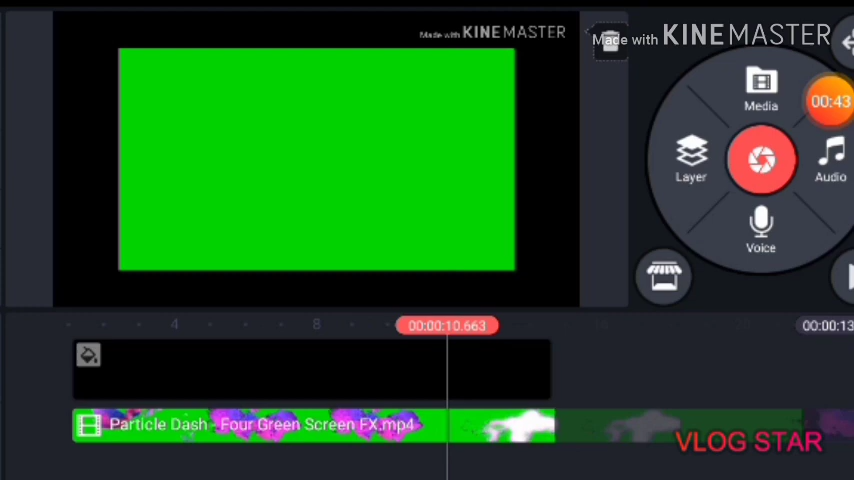 Made with KINEMASTER
Made with KINEMASTER
Media
00:43
Layer
Audio
Voice
4
8
00:00:10.663
00:00:13
Particle Dash - Four Green Screen FX.mp4
VLOG STAR